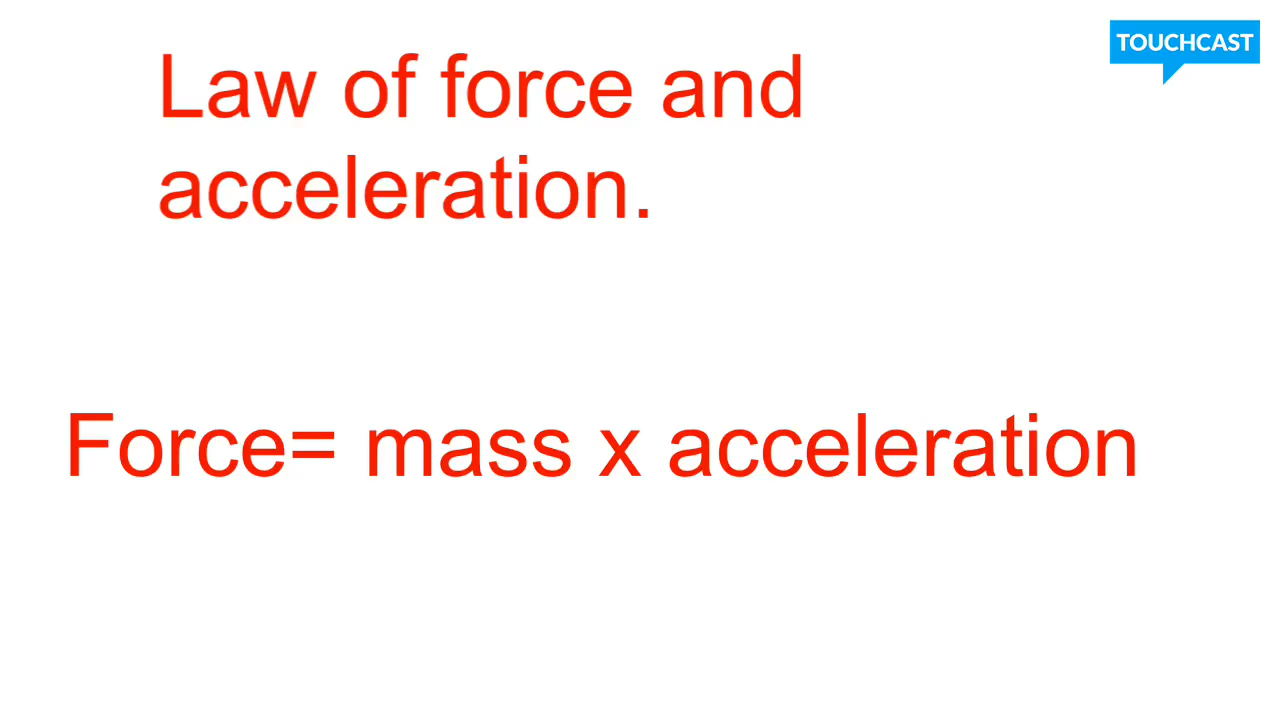 TOUCHCAST
Law of force and
acceleration.
Force= mass x acceleration